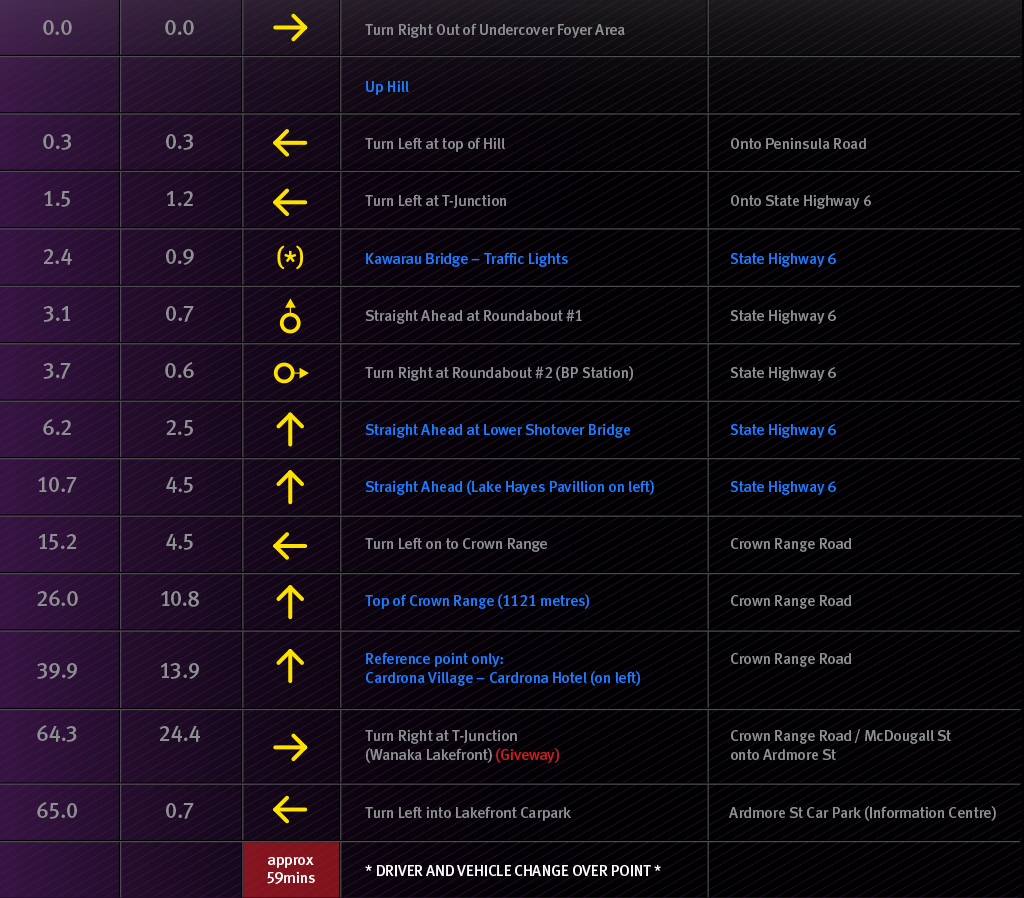 0.0 0.0 Turn Right Out of Undercover Foyer Area
Up Hill
0.3 0.3 Turn Left at top of Hill Onto Peninsula Road
1.5 1.2 Turn Left at T-Junction Onto State Highway 6
2.4 0.9 (*) Kawarau Bridge – Traffic Lights State Highway 6
3.1 0.7 Straight Ahead at Roundabout #1 State Highway 6
3.7 0.6 Turn Right at Roundabout #2 (BP Station) State Highway 6
6.2 2.5 Straight Ahead at Lower Shotover Bridge State Highway 6
10.7 4.5 Straight Ahead (Lake Hayes Pavillion on left) State Highway 6
15.2 4.5 Turn Left on to Crown Range Crown Range Road
26.0 10.8 Top of Crown Range (1121 metres) Crown Range Road
39.9 13.9 Reference point only: Crown Range Road
Cardrona Village – Cardrona Hotel (on left)
64.3 24.4 Turn Right at T-Junction Crown Range Road / McDougall St
(Wanaka Lakefront) (Giveway) onto Ardmore St
65.0 0.7 Turn Left into Lakefront Carpark Ardmore St Car Park (Information Centre)
approx
59mins * DRIVER AND VEHICLE CHANGE OVER POINT *